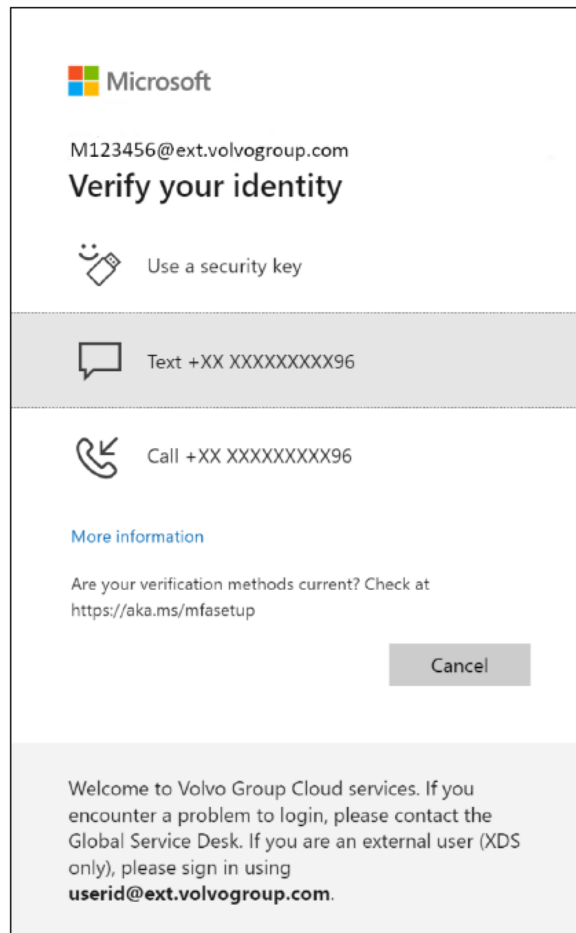 Microsoft
M123456@ext.volvogroup.com
Verify your identity
Use a security key
Text +XX XXXXXXXXX96
Call +XX XXXXXXXXX96
More information
Are your verification methods current? Check at
https://aka.ms/mfasetup
Cancel
Welcome to Volvo Group Cloud services. If you
encounter a problem to login, please contact the
Global Service Desk. If you are an external user (XDS
only), please sign in using
userid@ext.volvogroup.com.